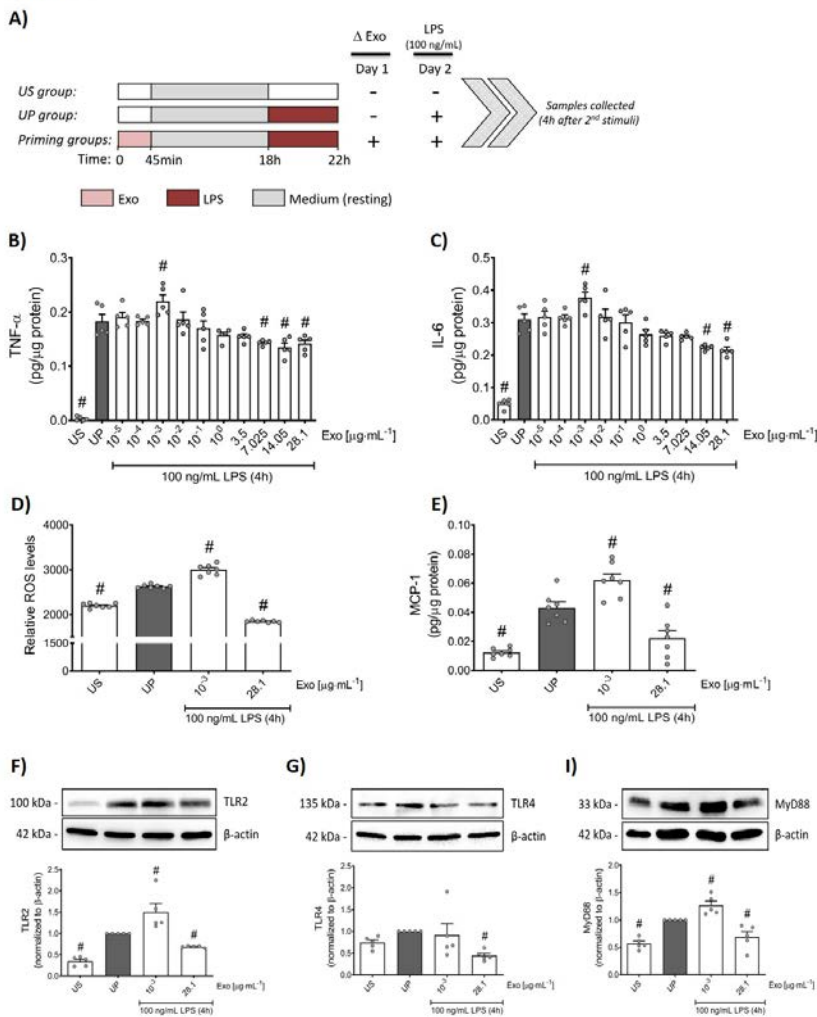 A)
Δ Exo LPS
(100 ng/mL)
Day 1 Day 2
US group: - -
UP group: - +
Priming groups: + +
Samples collected
(4h after 2nd stimuli)
Time: 0 45min 18h 22h
Exo LPS Medium (resting)
B)
TNF-α
(pg/μg protein)
0.3
0.2
0.1
0.0
#
#
#
#
#
US UP 10⁻⁵ 10⁻⁴ 10⁻³ 10⁻² 10⁻¹ 10⁰ 3.5 7.025 14.05 28.1 Exo [μg·mL⁻¹]
100 ng/mL LPS (4h)
C)
IL-6
(pg/μg protein)
0.5
0.4
0.3
0.2
0.1
0.0
#
#
#
#
US UP 10⁻⁵ 10⁻⁴ 10⁻³ 10⁻² 10⁻¹ 10⁰ 3.5 7.025 14.05 28.1 Exo [μg·mL⁻¹]
100 ng/mL LPS (4h)
D)
Relative ROS levels
4000
3000
2000
1500
0
#
#
#
US UP 10⁻³ 28.1 Exo [μg·mL⁻¹]
100 ng/mL LPS (4h)
E)
MCP-1
(pg/μg protein)
0.10
0.08
0.06
0.04
0.02
0.00
#
#
#
US UP 10⁻³ 28.1 Exo [μg·mL⁻¹]
100 ng/mL LPS (4h)
F)
100 kDa - TLR2
42 kDa - β-actin
TLR2
(normalized to β-actin)
2.5
2.0
1.5
1.0
0.5
0.0
#
#
#
US UP 10⁻³ 28.1 Exo [μg·mL⁻¹]
100 ng/mL LPS (4h)
G)
135 kDa - TLR4
42 kDa - β-actin
TLR4
(normalized to β-actin)
2.5
2.0
1.5
1.0
0.5
0.0
#
US UP 10⁻³ 28.1 Exo [μg·mL⁻¹]
100 ng/mL LPS (4h)
I)
33 kDa - MyD88
42 kDa - β-actin
MyD88
(normalized to β-actin)
2.0
1.5
1.0
0.5
0.0
#
#
#
US UP 10⁻³ 28.1 Exo [μg·mL⁻¹]
100 ng/mL LPS (4h)